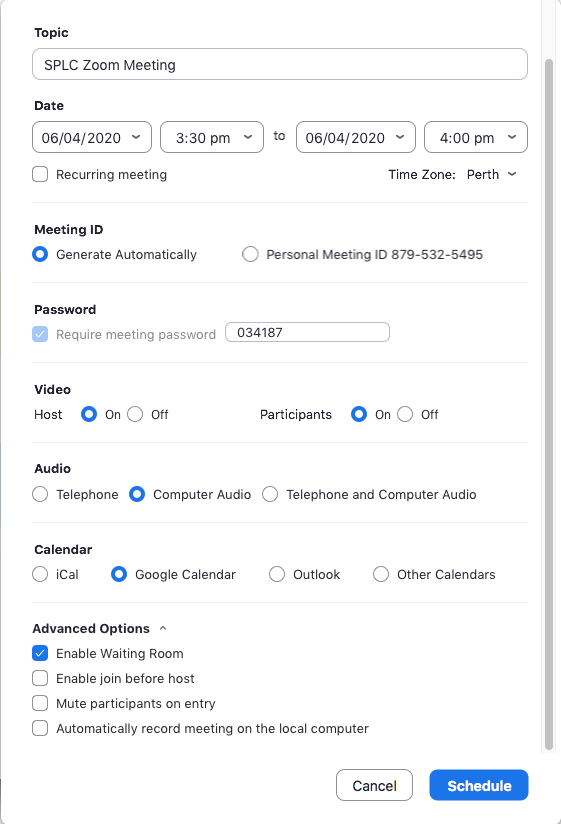 Topic
SPLC Zoom Meeting
Date
06/04/2020 3:30 pm to 06/04/2020 4:00 pm
Recurring meeting Time Zone: Perth
Meeting ID
Generate Automatically Personal Meeting ID 879-532-5495
Password
Require meeting password 034187
Video
Host On Off Participants On Off
Audio
Telephone Computer Audio Telephone and Computer Audio
Calendar
iCal Google Calendar Outlook Other Calendars
Advanced Options
Enable Waiting Room
Enable join before host
Mute participants on entry
Automatically record meeting on the local computer
Cancel Schedule